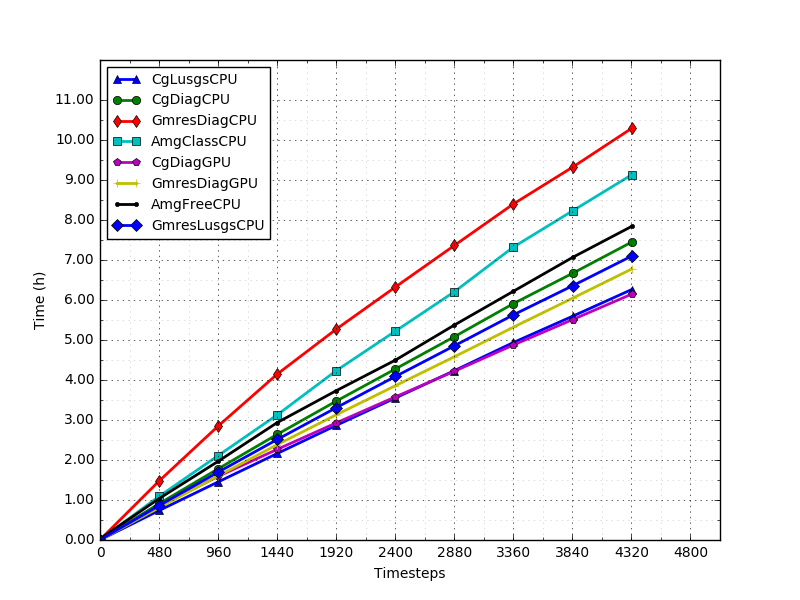 CgLusgsCPU
CgDiagCPU
GmresDiagCPU
AmgClassCPU
CgDiagGPU
GmresDiagGPU
AmgFreeCPU
GmresLusgsCPU
11.00
10.00
9.00
8.00
7.00
6.00
5.00
4.00
3.00
2.00
1.00
0.00
Time (h)
0 480 960 1440 1920 2400 2880 3360 3840 4320 4800
Timesteps